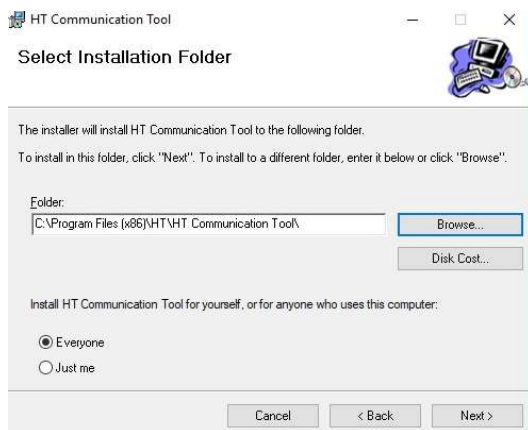 HT Communication Tool
Select Installation Folder
The installer will install HT Communication Tool to the following folder.
To install in this folder, click "Next". To install to a different folder, enter it below or click "Browse".
Folder:
C:\Program Files (x86)\HT\HT Communication Tool\
Browse...
Disk Cost...
Install HT Communication Tool for yourself, or for anyone who uses this computer:
Everyone
Just me
Cancel
< Back
Next >